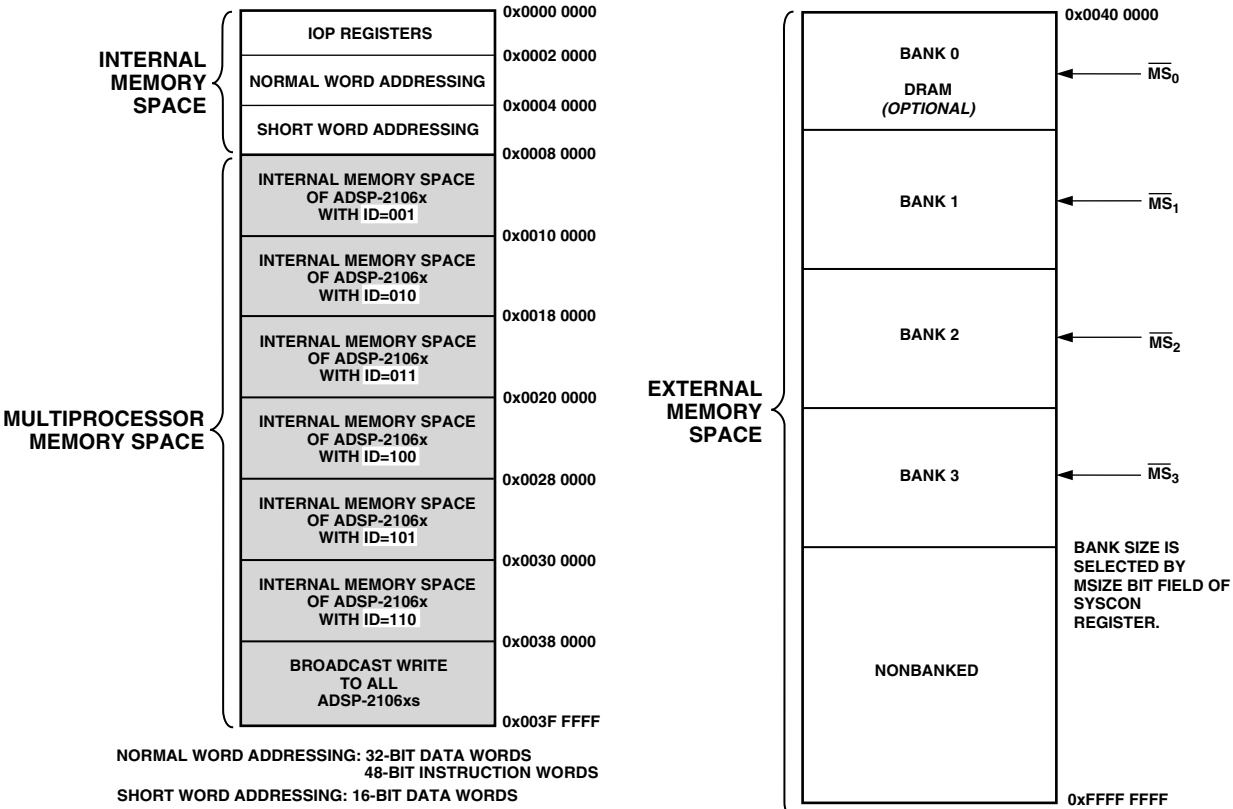 INTERNAL
MEMORY
SPACE
IOP REGISTERS
NORMAL WORD ADDRESSING
SHORT WORD ADDRESSING
0x0000 0000
0x0002 0000
0x0004 0000
0x0008 0000
MULTIPROCESSOR
MEMORY SPACE
INTERNAL MEMORY SPACE
OF ADSP-2106x
WITH ID=001
0x0010 0000
INTERNAL MEMORY SPACE
OF ADSP-2106x
WITH ID=010
0x0018 0000
INTERNAL MEMORY SPACE
OF ADSP-2106x
WITH ID=011
0x0020 0000
INTERNAL MEMORY SPACE
OF ADSP-2106x
WITH ID=100
0x0028 0000
INTERNAL MEMORY SPACE
OF ADSP-2106x
WITH ID=101
0x0030 0000
INTERNAL MEMORY SPACE
OF ADSP-2106x
WITH ID=110
0x0038 0000
BROADCAST WRITE
TO ALL
ADSP-2106xs
0x003F FFFF
NORMAL WORD ADDRESSING: 32-BIT DATA WORDS
48-BIT INSTRUCTION WORDS
SHORT WORD ADDRESSING: 16-BIT DATA WORDS
EXTERNAL
MEMORY
SPACE
0x0040 0000
BANK 0
DRAM
(OPTIONAL)
M̅S̅₀
BANK 1
M̅S̅₁
BANK 2
M̅S̅₂
BANK 3
M̅S̅₃
BANK SIZE IS
SELECTED BY
MSIZE BIT FIELD OF
SYSCON
REGISTER.
NONBANKED
0xFFFF FFFF